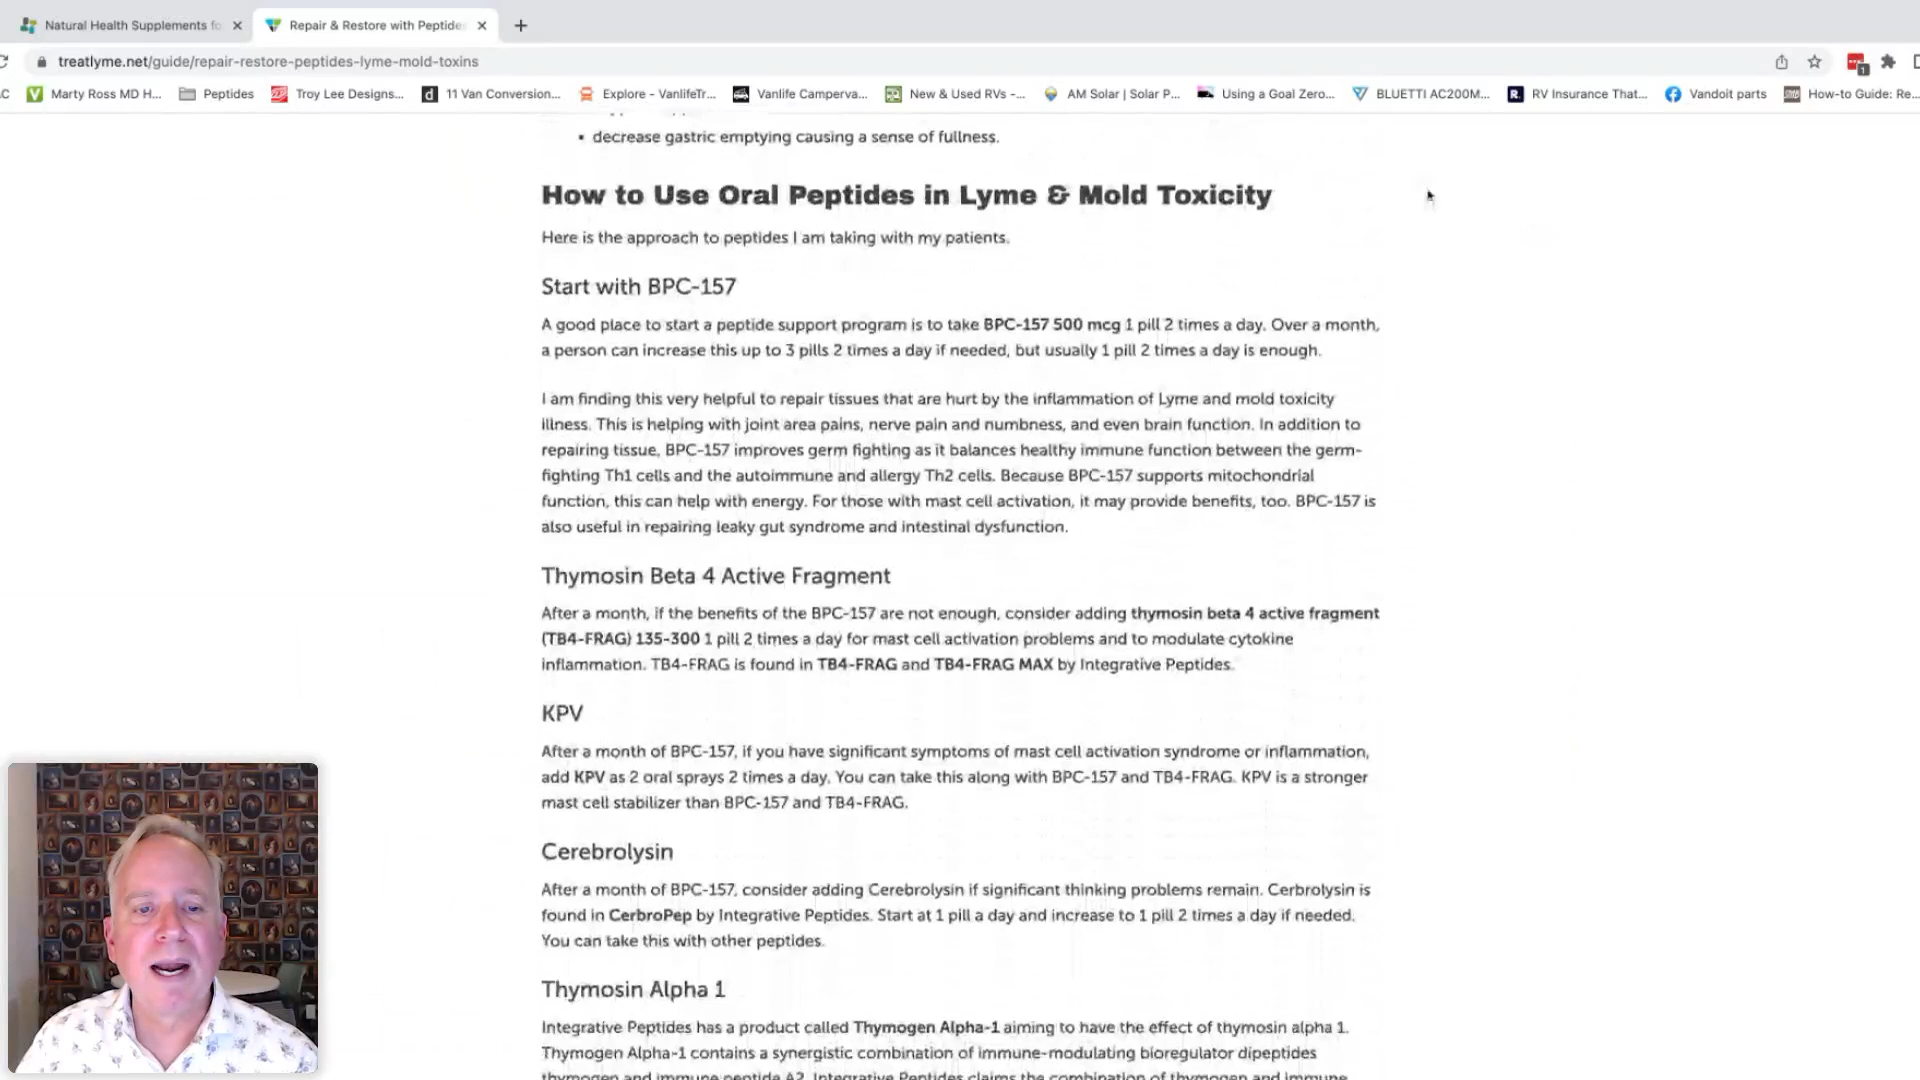 Natural Health Supplements fo
Repair & Restore with Peptides
treatlyme.net/guide/repair-restore-peptides-lyme-mold-toxins
1
Marty Ross MD H...
Peptides
Troy Lee Designs...
11 Van Conversion...
Explore - VanlifeTr...
Vanlife Camperva...
New & Used RVs -...
AM Solar | Solar P...
Using a Goal Zero...
BLUETTI AC200M...
RV Insurance That...
Vandoit parts
How-to Guide: Re...
• decrease gastric emptying causing a sense of fullness.
How to Use Oral Peptides in Lyme & Mold Toxicity
Here is the approach to peptides I am taking with my patients.
Start with BPC-157
A good place to start a peptide support program is to take BPC-157 500 mcg 1 pill 2 times a day. Over a month,
a person can increase this up to 3 pills 2 times a day if needed, but usually 1 pill 2 times a day is enough.
I am finding this very helpful to repair tissues that are hurt by the inflammation of Lyme and mold toxicity
illness. This is helping with joint area pains, nerve pain and numbness, and even brain function. In addition to
repairing tissue, BPC-157 improves germ fighting as it balances healthy immune function between the germ-
fighting Th1 cells and the autoimmune and allergy Th2 cells. Because BPC-157 supports mitochondrial
function, this can help with energy. For those with mast cell activation, it may provide benefits, too. BPC-157 is
also useful in repairing leaky gut syndrome and intestinal dysfunction.
Thymosin Beta 4 Active Fragment
After a month, if the benefits of the BPC-157 are not enough, consider adding thymosin beta 4 active fragment
(TB4-FRAG) 135-300 1 pill 2 times a day for mast cell activation problems and to modulate cytokine
inflammation. TB4-FRAG is found in TB4-FRAG and TB4-FRAG MAX by Integrative Peptides.
KPV
After a month of BPC-157, if you have significant symptoms of mast cell activation syndrome or inflammation,
add KPV as 2 oral sprays 2 times a day. You can take this along with BPC-157 and TB4-FRAG. KPV is a stronger
mast cell stabilizer than BPC-157 and TB4-FRAG.
Cerebrolysin
After a month of BPC-157, consider adding Cerebrolysin if significant thinking problems remain. Cerbrolysin is
found in CerbroPep by Integrative Peptides. Start at 1 pill a day and increase to 1 pill 2 times a day if needed.
You can take this with other peptides.
Thymosin Alpha 1
Integrative Peptides has a product called Thymogen Alpha-1 aiming to have the effect of thymosin alpha 1.
Thymogen Alpha-1 contains a synergistic combination of immune-modulating bioregulator dipeptides
thymogen and immune peptide A2. Integrative Peptides claims the combination of thymogen and immune